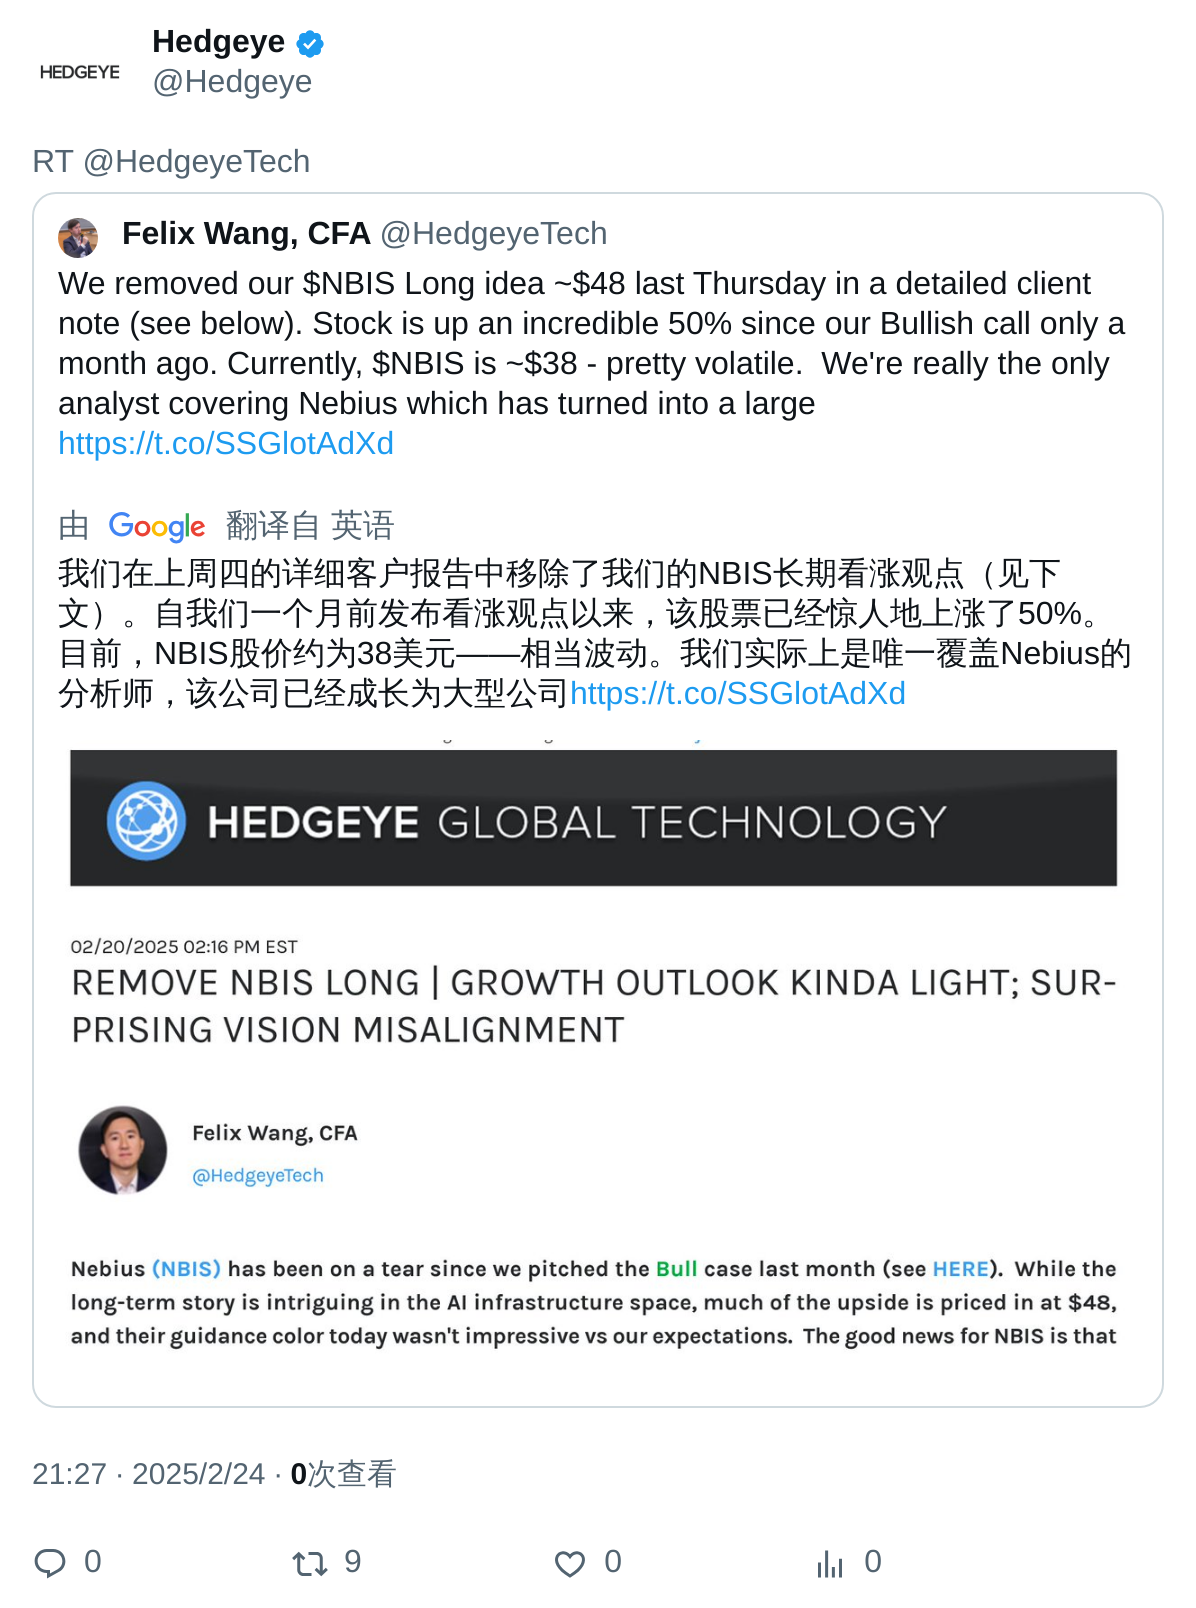 Hedgeye
HEDGEYE
@Hedgeye
RT @HedgeyeTech
Felix Wang, CFA @HedgeyeTech
We removed our $NBIS Long idea ~$48 last Thursday in a detailed client
note (see below). Stock is up an incredible 50% since our Bullish call only a
month ago. Currently, $NBIS is ~$38 - pretty volatile.  We're really the only
analyst covering Nebius which has turned into a large
https://t.co/SSGlotAdXd
由 Google 翻译自 英语
我们在上周四的详细客户报告中移除了我们的NBIS长期看涨观点（见下
文）。自我们一个月前发布看涨观点以来，该股票已经惊人地上涨了50%。
目前，NBIS股价约为38美元——相当波动。我们实际上是唯一覆盖Nebius的
分析师，该公司已经成长为大型公司https://t.co/SSGlotAdXd
HEDGEYE GLOBAL TECHNOLOGY
02/20/2025 02:16 PM EST
REMOVE NBIS LONG | GROWTH OUTLOOK KINDA LIGHT; SUR-
PRISING VISION MISALIGNMENT
Felix Wang, CFA
@HedgeyeTech
Nebius (NBIS) has been on a tear since we pitched the Bull case last month (see HERE).  While the
long-term story is intriguing in the AI infrastructure space, much of the upside is priced in at $48,
and their guidance color today wasn't impressive vs our expectations.  The good news for NBIS is that
21:27 · 2025/2/24 · 0次查看
0 9 0 0